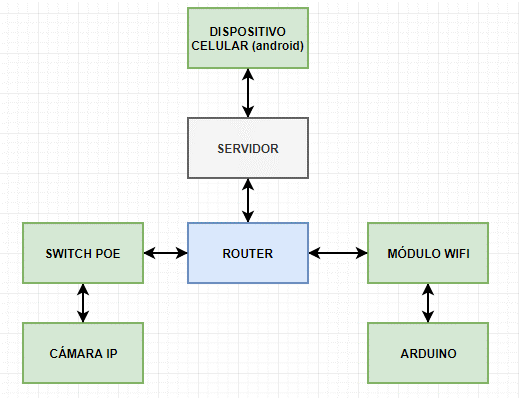 DISPOSITIVO
CELULAR (android)
SERVIDOR
SWITCH POE
ROUTER
MÓDULO WIFI
CÁMARA IP
ARDUINO